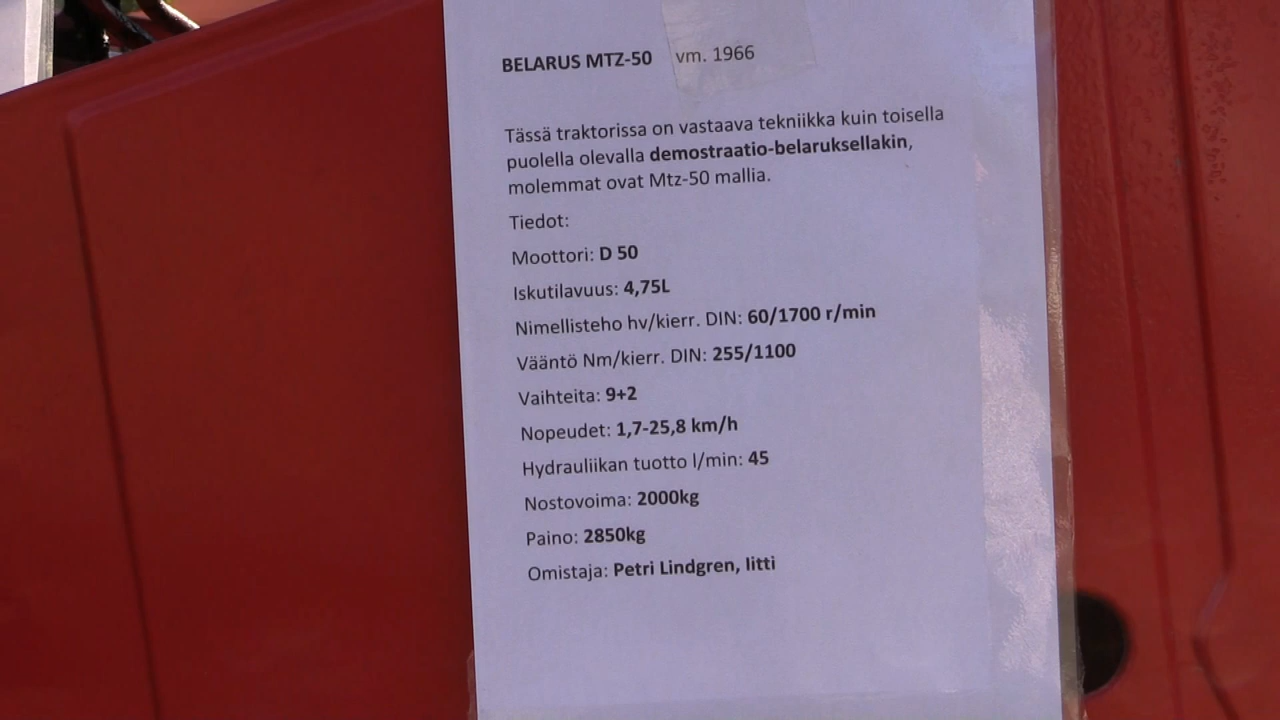 BELARUS MTZ-50 vm. 1966
Tässä traktorissa on vastaava tekniikka kuin toisella
puolella olevalla demostraatio-belaruksellakin,
molemmat ovat Mtz-50 mallia.
Tiedot:
Moottori: D 50
Iskutilavuus: 4,75L
Nimellisteho hv/kierr. DIN: 60/1700 r/min
Vääntö Nm/kierr. DIN: 255/1100
Vaihteita: 9+2
Nopeudet: 1,7-25,8 km/h
Hydrauliikan tuotto l/min: 45
Nostovoima: 2000kg
Paino: 2850kg
Omistaja: Petri Lindgren, Iitti